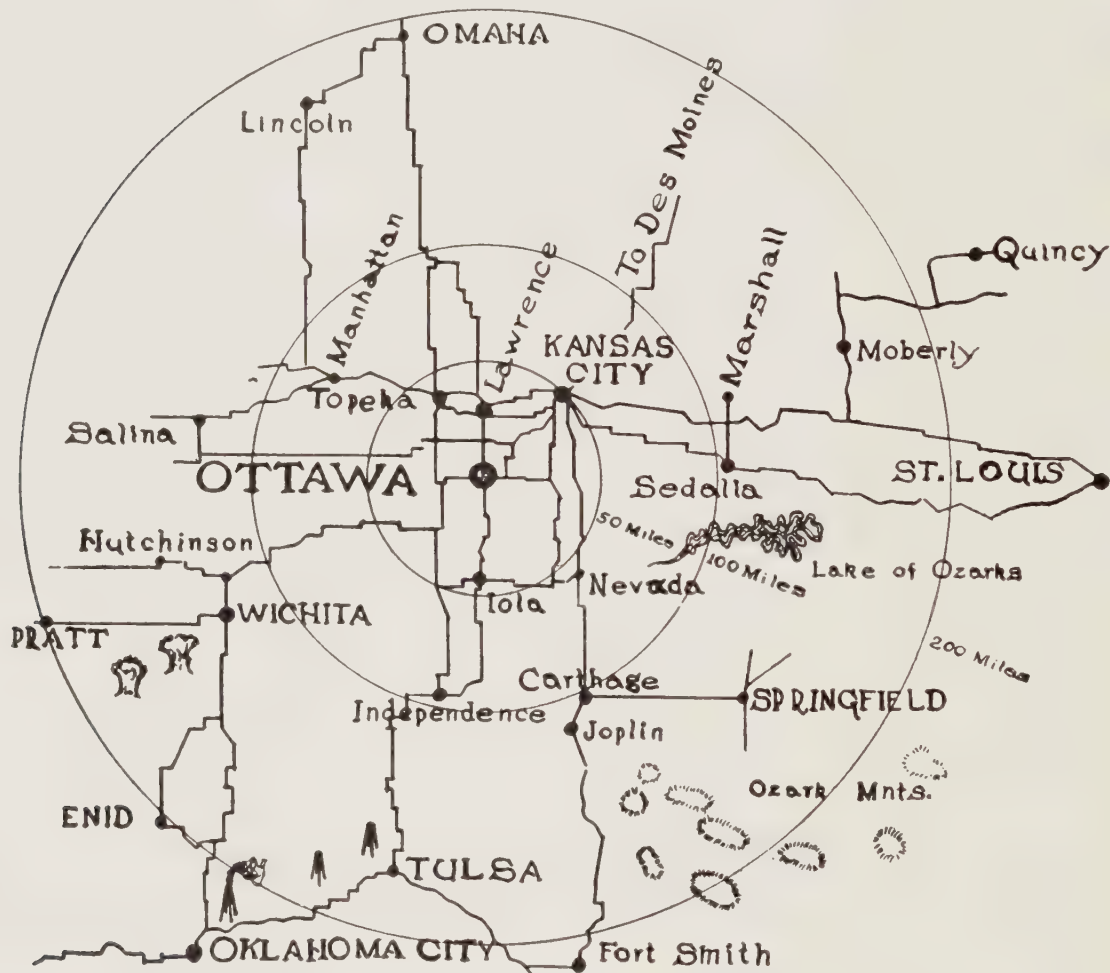 OMAHA
Lincoln
To Des Moines
Manhattan
Lawrence
Marshall
Quincy
KANSAS
CITY
Moberly
Topeka
Salina
OTTAWA
Sedalla
ST. LOUIS
50 Miles
100 Miles
Hutchinson
Lake of Ozarks
Iola
Nevada
WICHITA
PRATT
200 Miles
Carthage
SPRINGFIELD
Independence
Joplin
Ozark Mnts.
ENID
TULSA
OKLAHOMA CITY
Fort Smith